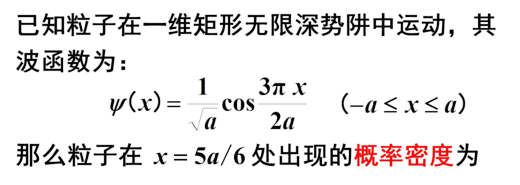 已知粒子在一维矩形无限深势阱中运动，其
波函数为：
ψ(x) = 1/√a cos 3π x/2a （–a ≤ x ≤ a）
那么粒子在 x = 5a/6 处出现的概率密度为